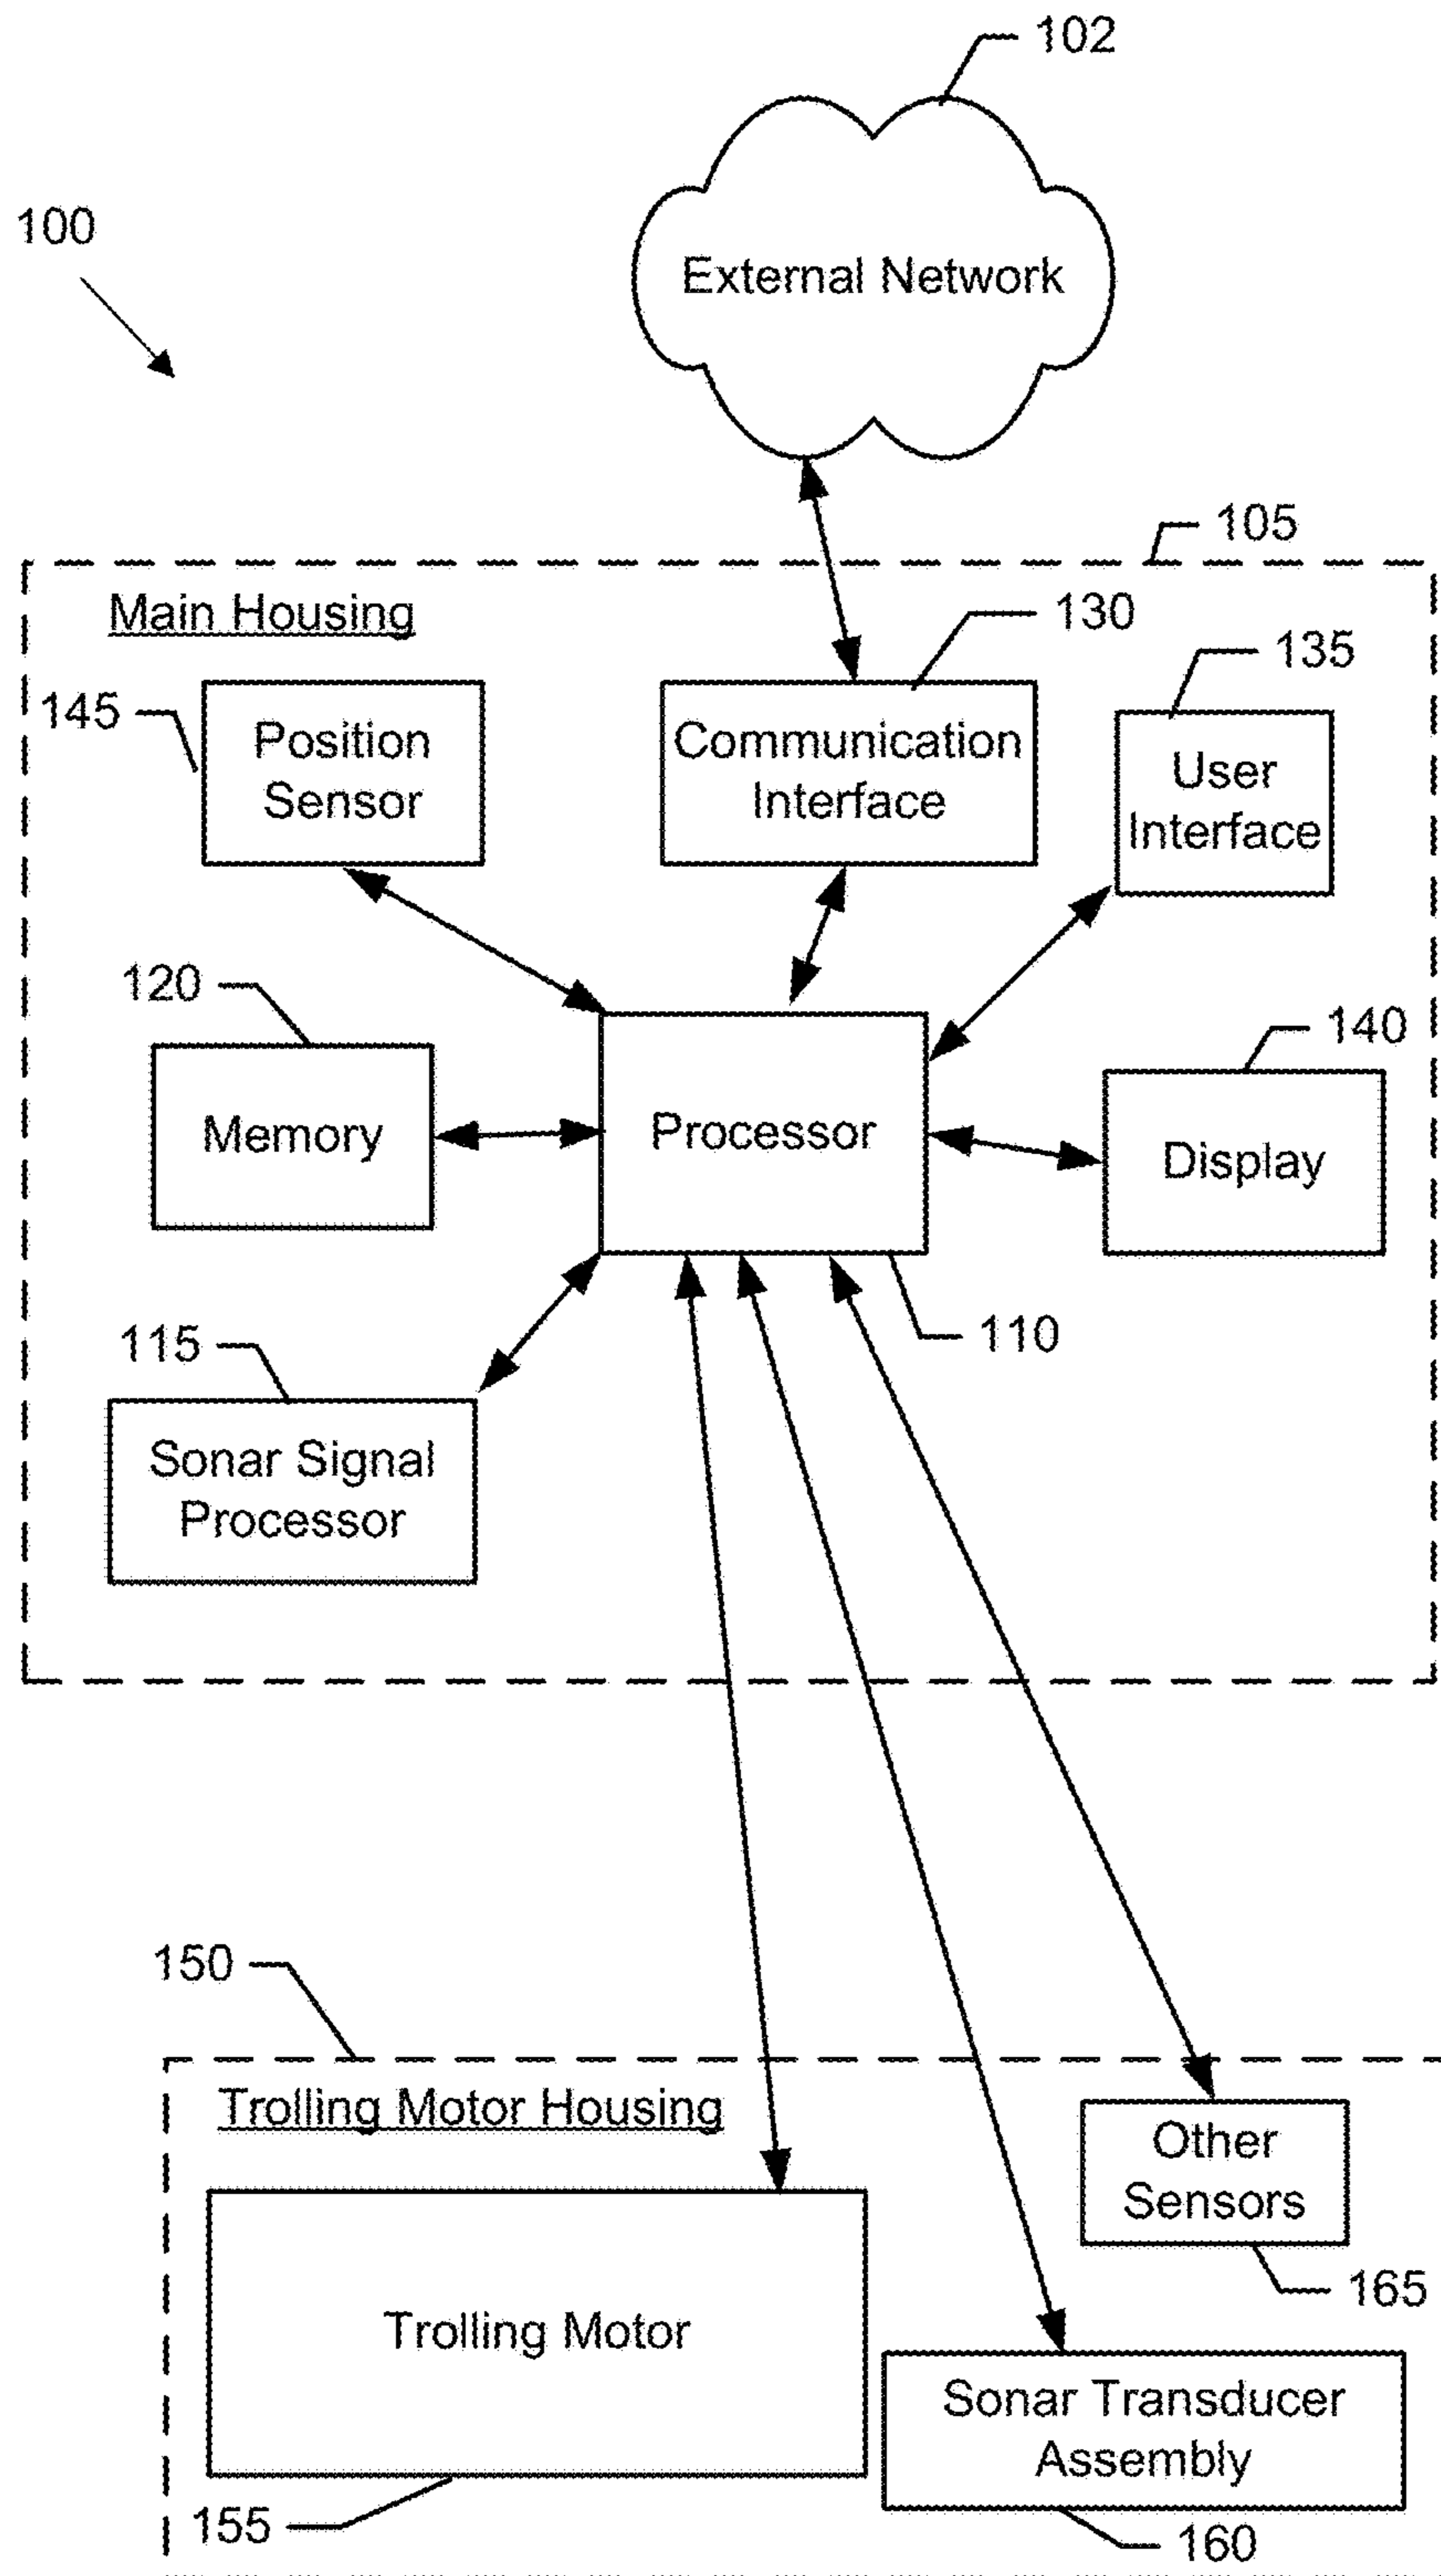 102
100
External Network
105
Main Housing
130
135
145
Position
Sensor
Communication
Interface
User
Interface
120
140
Memory
Processor
Display
115
110
Sonar Signal
Processor
150
Trolling Motor Housing
Other
Sensors
165
Trolling Motor
Sonar Transducer
Assembly
155
160